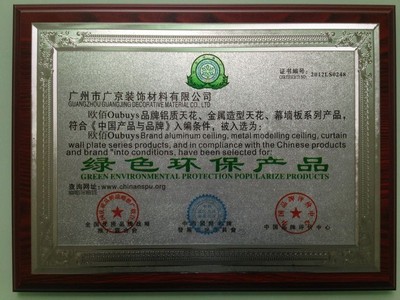 证书编号: 2012LS0248
广州市广京装饰材料有限公司
GUANGZHOU GUANGJING DECORATIVE MATERIAL CO., LTD
欧佰Oubuys品牌铝质天花、金属造型天花、幕墙板系列产品,
符合《中国产品与品牌》入编条件, 被入选为:
欧佰OubuysBrand aluminum ceiling, metal modelling ceiling, curtain
wall plate series products, and in compliance with the Chinese products
and brand "into conditions, have been selected for:
绿色环保产品
GREEN ENVIRONMENTAL PROTECTION POPULARIZE PRODUCTS
查询网址: www.chinanspu.org